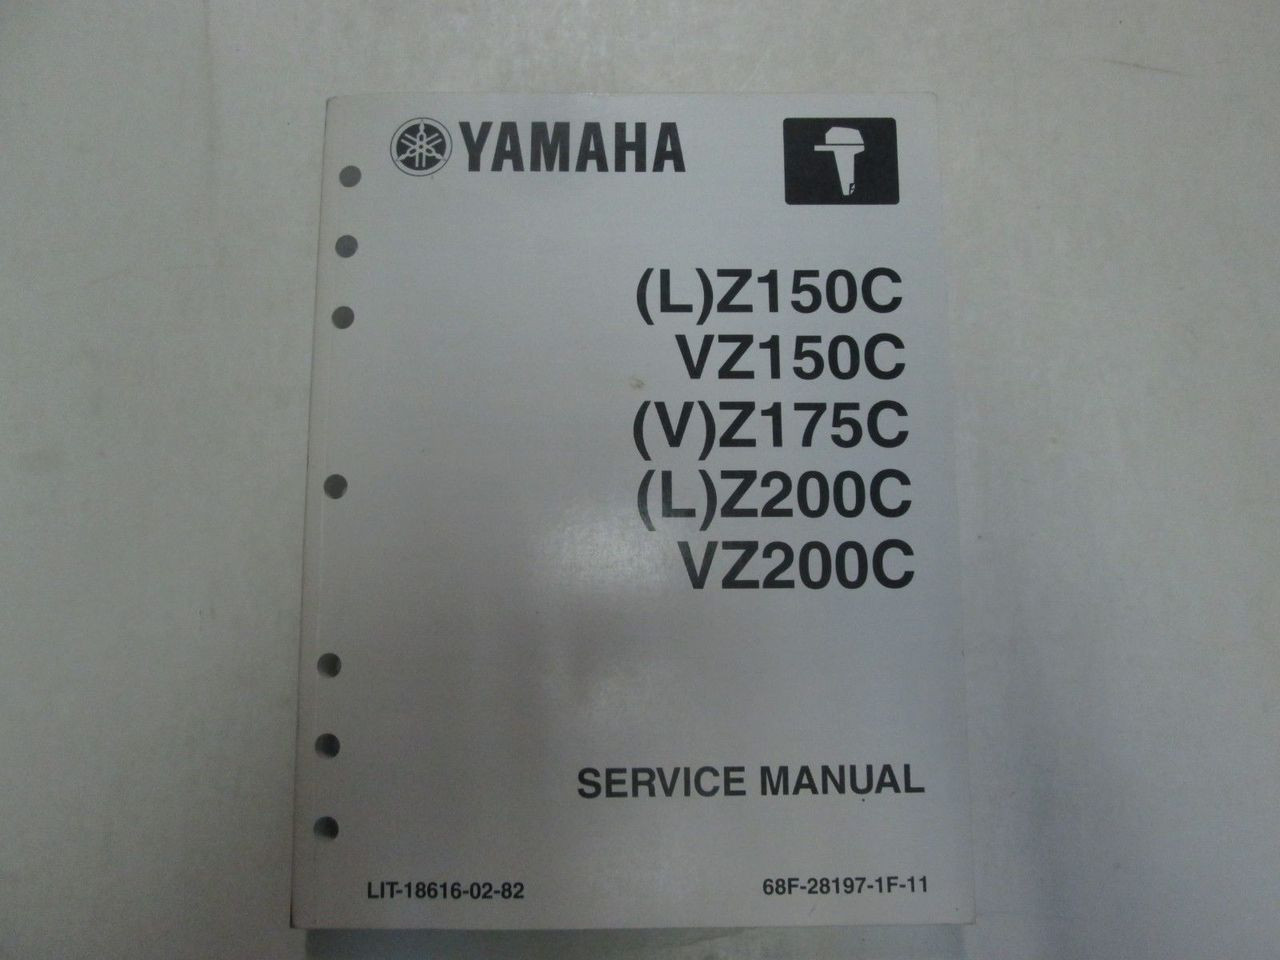 YAMAHA
(L)Z150C
VZ150C
(V)Z175C
(L)Z200C
VZ200C
SERVICE MANUAL
LIT-18616-02-82
68F-28197-1F-11